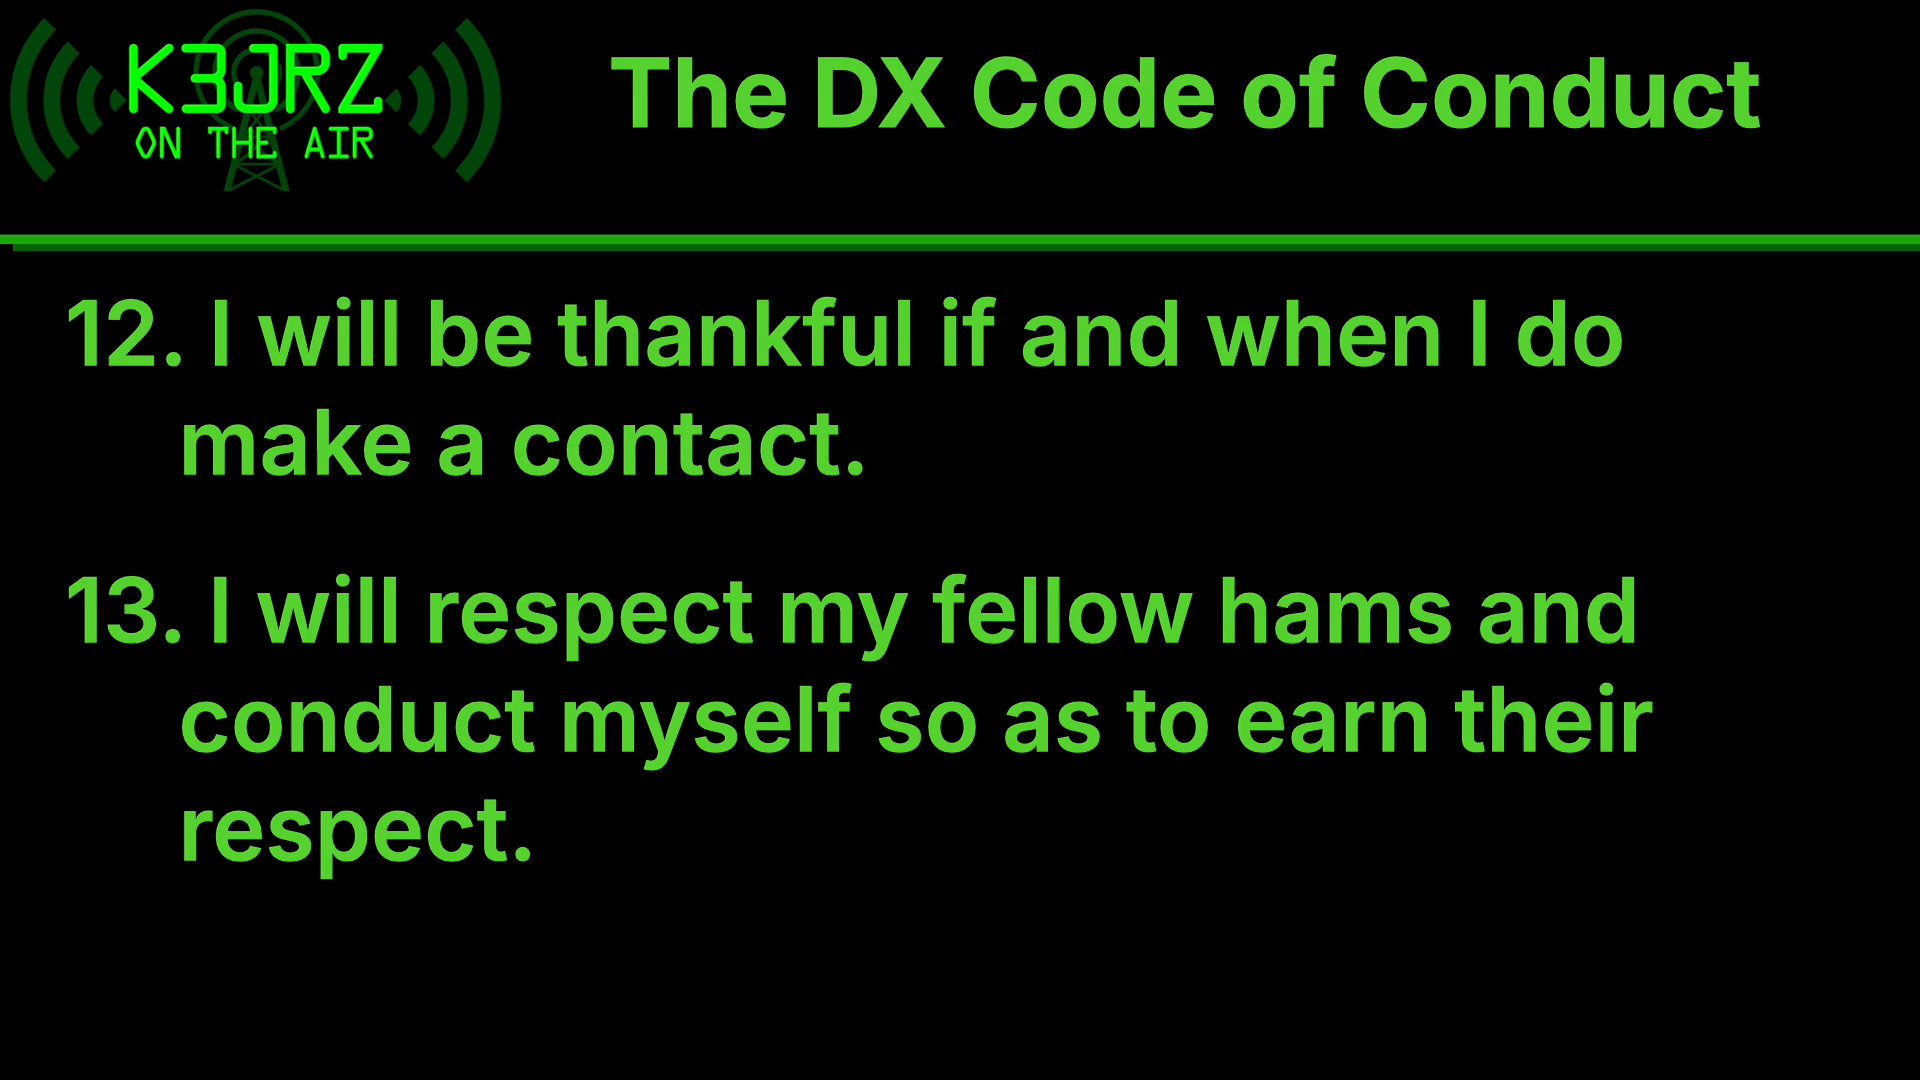 K3JRZ
ON THE AIR
The DX Code of Conduct
12. I will be thankful if and when I do
make a contact.
13. I will respect my fellow hams and
conduct myself so as to earn their
respect.